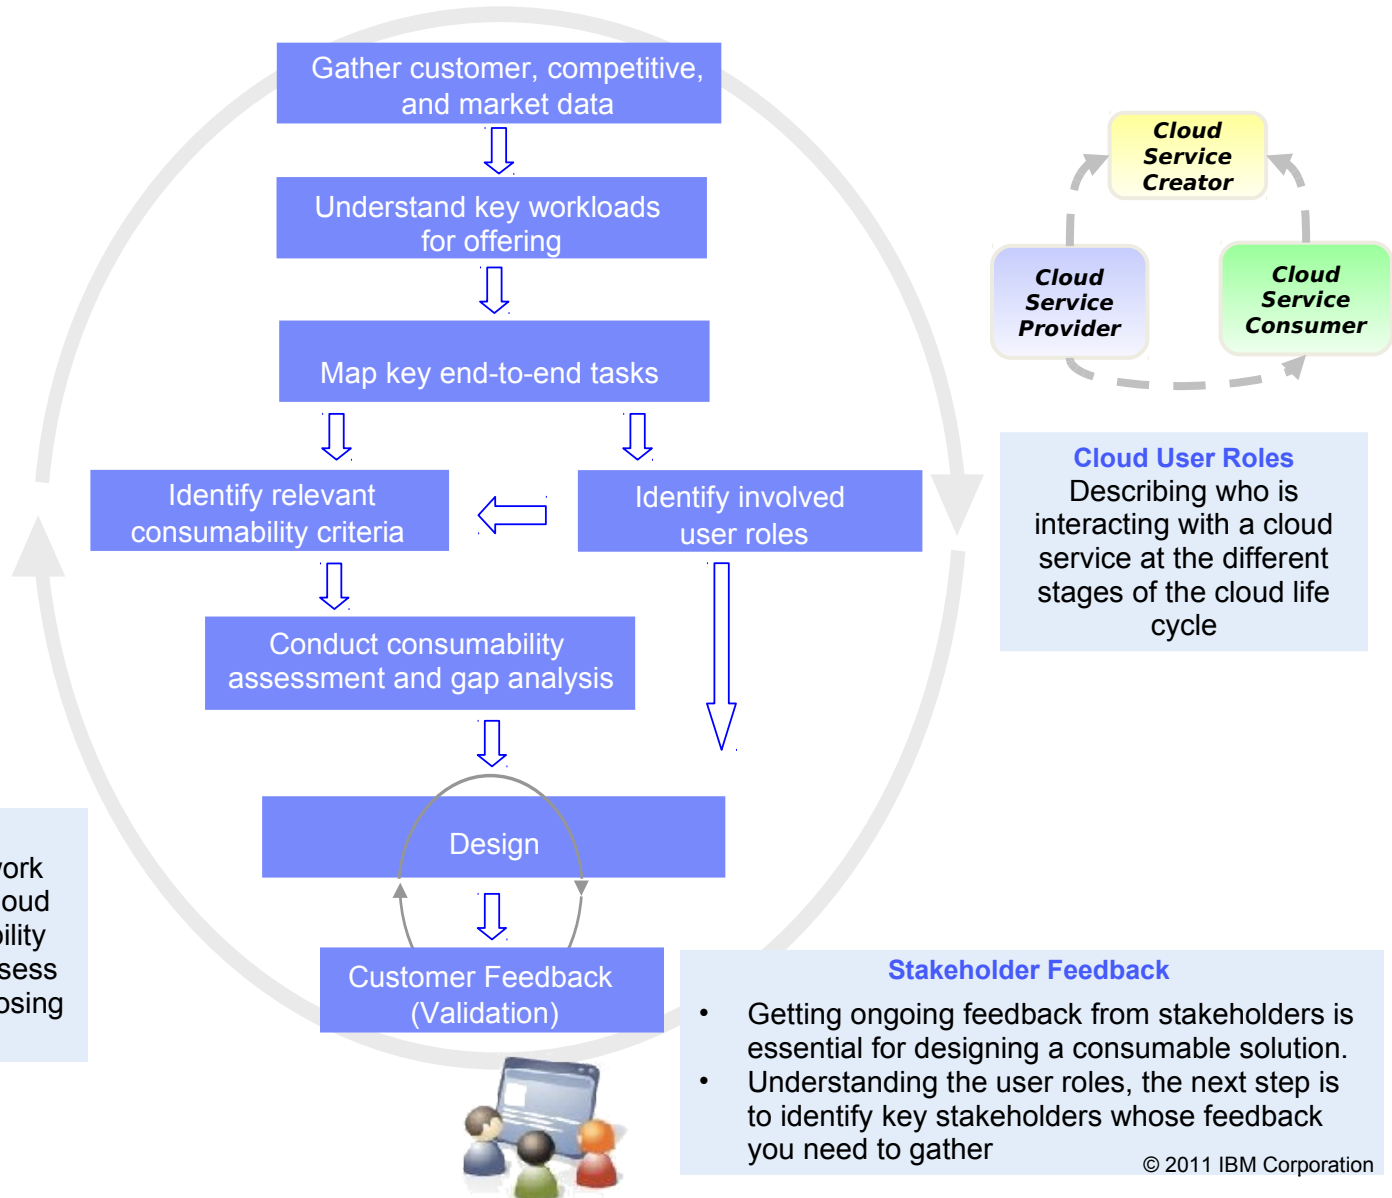 Gather customer, competitive,
and market data
Understand key workloads
for offering
Map key end-to-end tasks
Identify relevant
consumability criteria
Identify involved
user roles
Conduct consumability
assessment and gap analysis
Design
Customer Feedback
(Validation)
Cloud
Service
Creator
Cloud
Service
Provider
Cloud
Service
Consumer
Cloud User Roles
Describing who is
interacting with a cloud
service at the different
stages of the cloud life
cycle
Stakeholder Feedback
• Getting ongoing feedback from stakeholders is
essential for designing a consumable solution.
• Understanding the user roles, the next step is
to identify key stakeholders whose feedback
you need to gather
© 2011 IBM Corporation